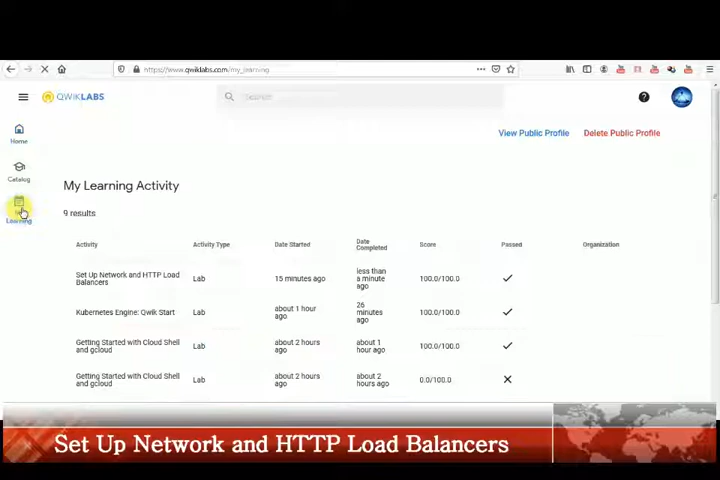 https://www.qwiklabs.com/my_learning
QWIKLABS
Search
Home
Catalog
Learning
View Public Profile
Delete Public Profile
My Learning Activity
9 results
Activity Activity Type Date Started Date Completed Score Passed Organization
Set Up Network and HTTP Load Balancers Lab 15 minutes ago less than a minute ago 100.0/100.0
Kubernetes Engine: Qwik Start Lab about 1 hour ago 26 minutes ago 100.0/100.0
Getting Started with Cloud Shell and gcloud Lab about 2 hours ago about 1 hour ago 100.0/100.0
Getting Started with Cloud Shell and gcloud Lab about 2 hours ago about 2 hours ago 0.0/100.0
Set Up Network and HTTP Load Balancers